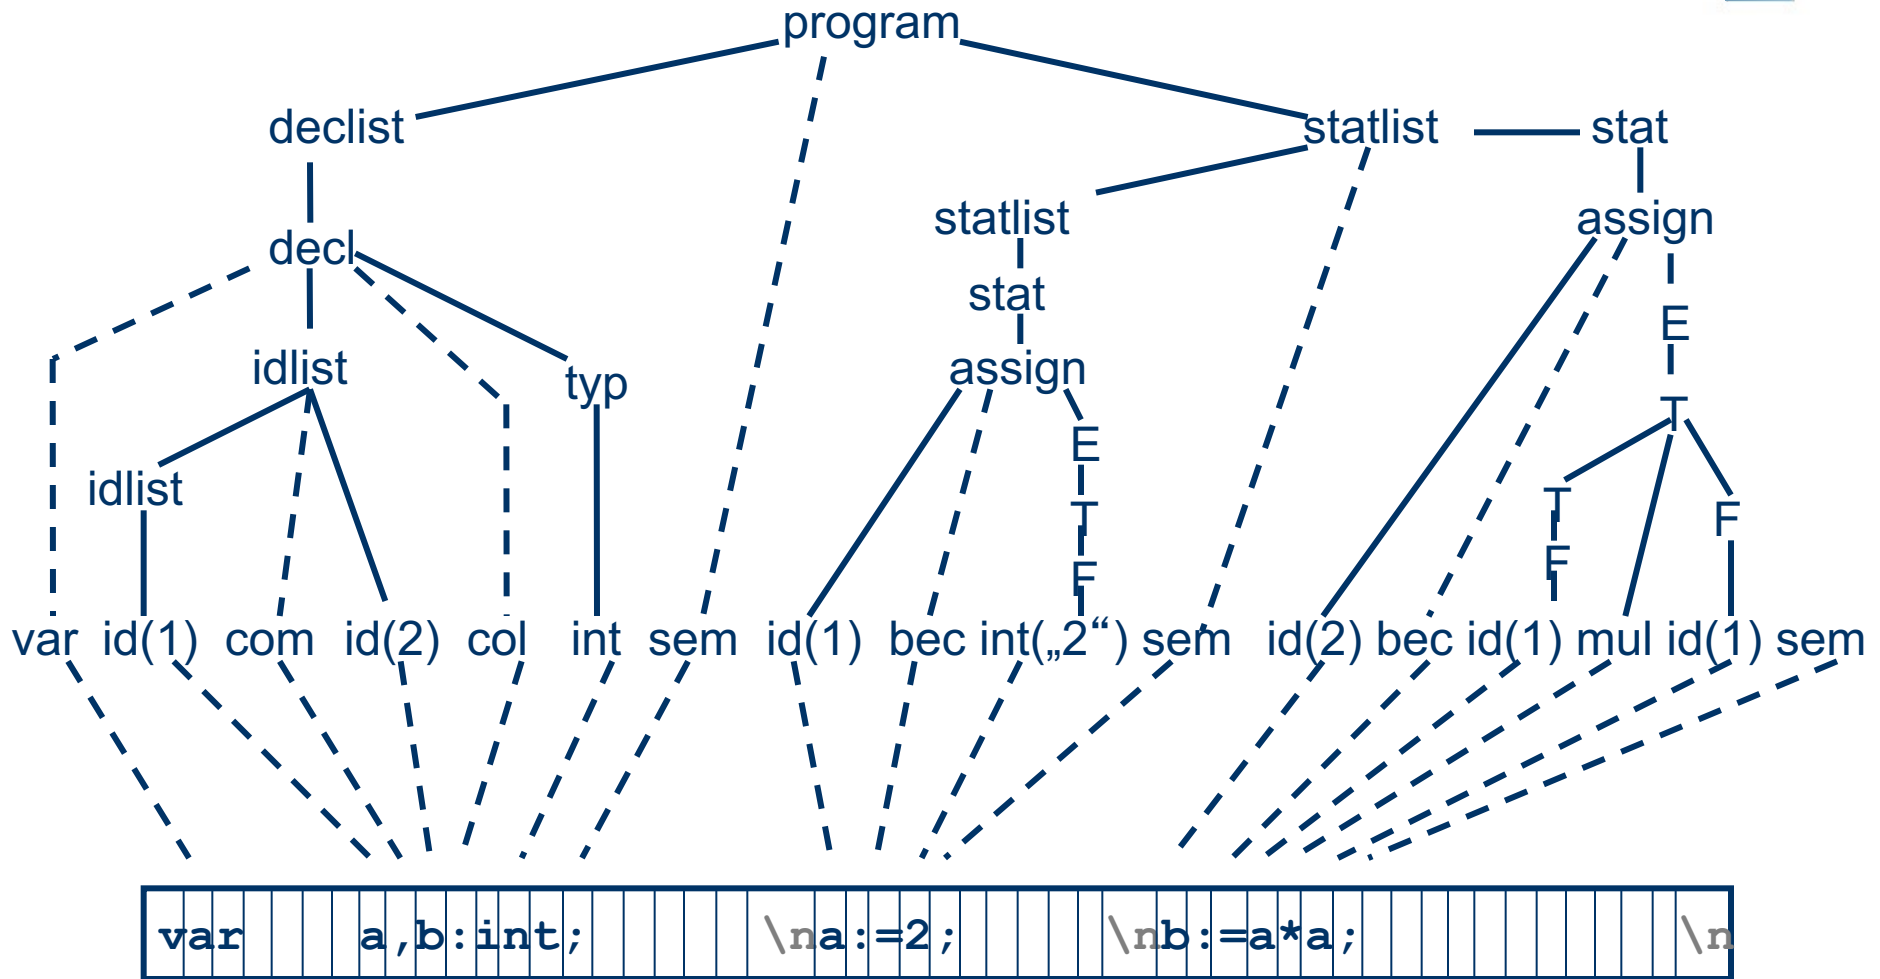 program
declist statlist stat
statlist assign
decl
stat
E
idlist assign
typ
T
E
idlist T F
T
F
F
var id(1) com id(2) col int sem id(1) bec int(„2“) sem id(2) bec id(1) mul id(1) sem
var a,b:int; \na:=2; \nb:=a*a; \n